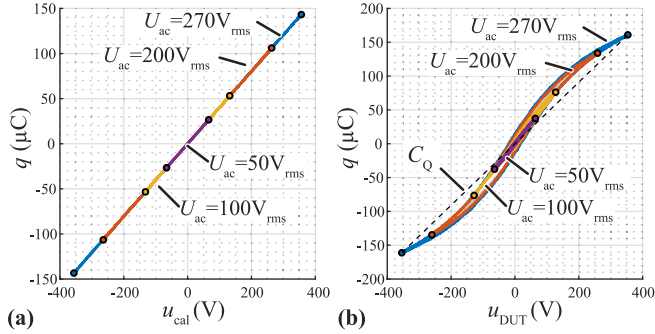 150
100
50
0
-50
-100
-150
q (μC)
U_ac=270V_rms
U_ac=200V_rms
U_ac=50V_rms
U_ac=100V_rms
-400 -200 0 200 400
u_cal (V)
(a)
200
150
100
50
0
-50
-100
-150
-200
q (μC)
U_ac=270V_rms
U_ac=200V_rms
C_Q
U_ac=50V_rms
U_ac=100V_rms
-400 -200 0 200 400
u_DUT (V)
(b)